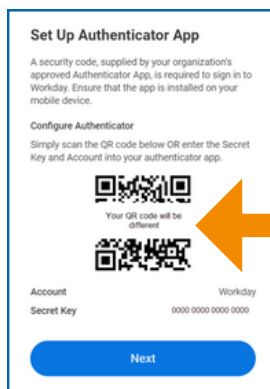 Set Up Authenticator App
A security code, supplied by your organization's
approved Authenticator App, is required to sign in to
Workday. Ensure that the app is installed on your
mobile device.
Configure Authenticator
Simply scan the QR code below OR enter the Secret
Key and Account into your authenticator app.
Your QR code will be
different
Account Workday
Secret Key 0000 0000 0000 0000
Next